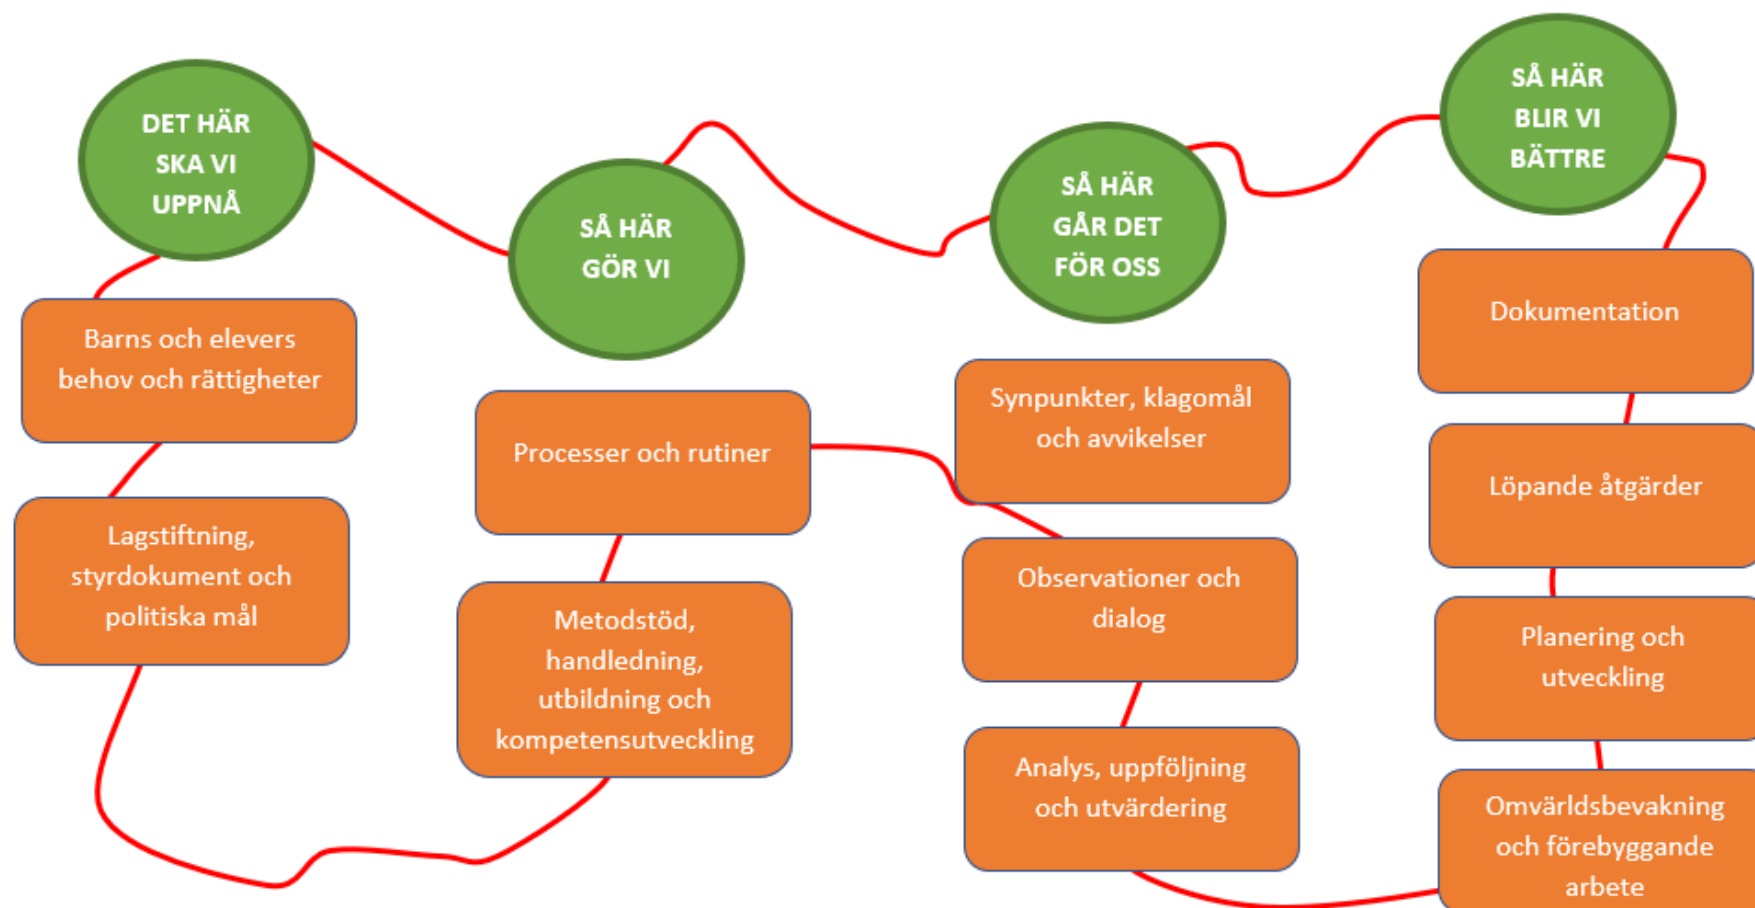 DET HÄR
SKA VI
UPPNÅ
Barns och elevers
behov och rättigheter
Lagstiftning,
styrdokument och
politiska mål
SÅ HÄR
GÖR VI
Processer och rutiner
Metodstöd,
handledning,
utbildning och
kompetensutveckling
SÅ HÄR
GÅR DET
FÖR OSS
Synpunkter, klagomål
och avvikelser
Observationer och
dialog
Analys, uppföljning
och utvärdering
SÅ HÄR
BLIR VI
BÄTTRE
Dokumentation
Löpande åtgärder
Planering och
utveckling
Omvärldsbevakning
och förebyggande
arbete